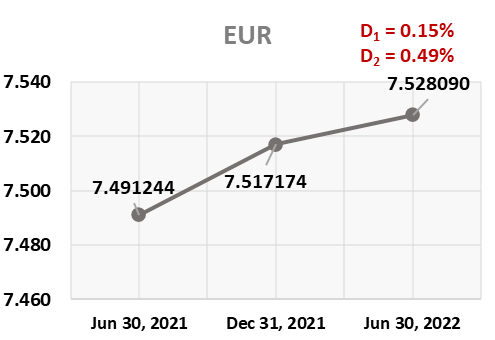 EUR
D₁ = 0.15%
D₂ = 0.49%
7.540
7.520
7.500
7.480
7.460
7.491244
7.517174
7.528090
Jun 30, 2021
Dec 31, 2021
Jun 30, 2022